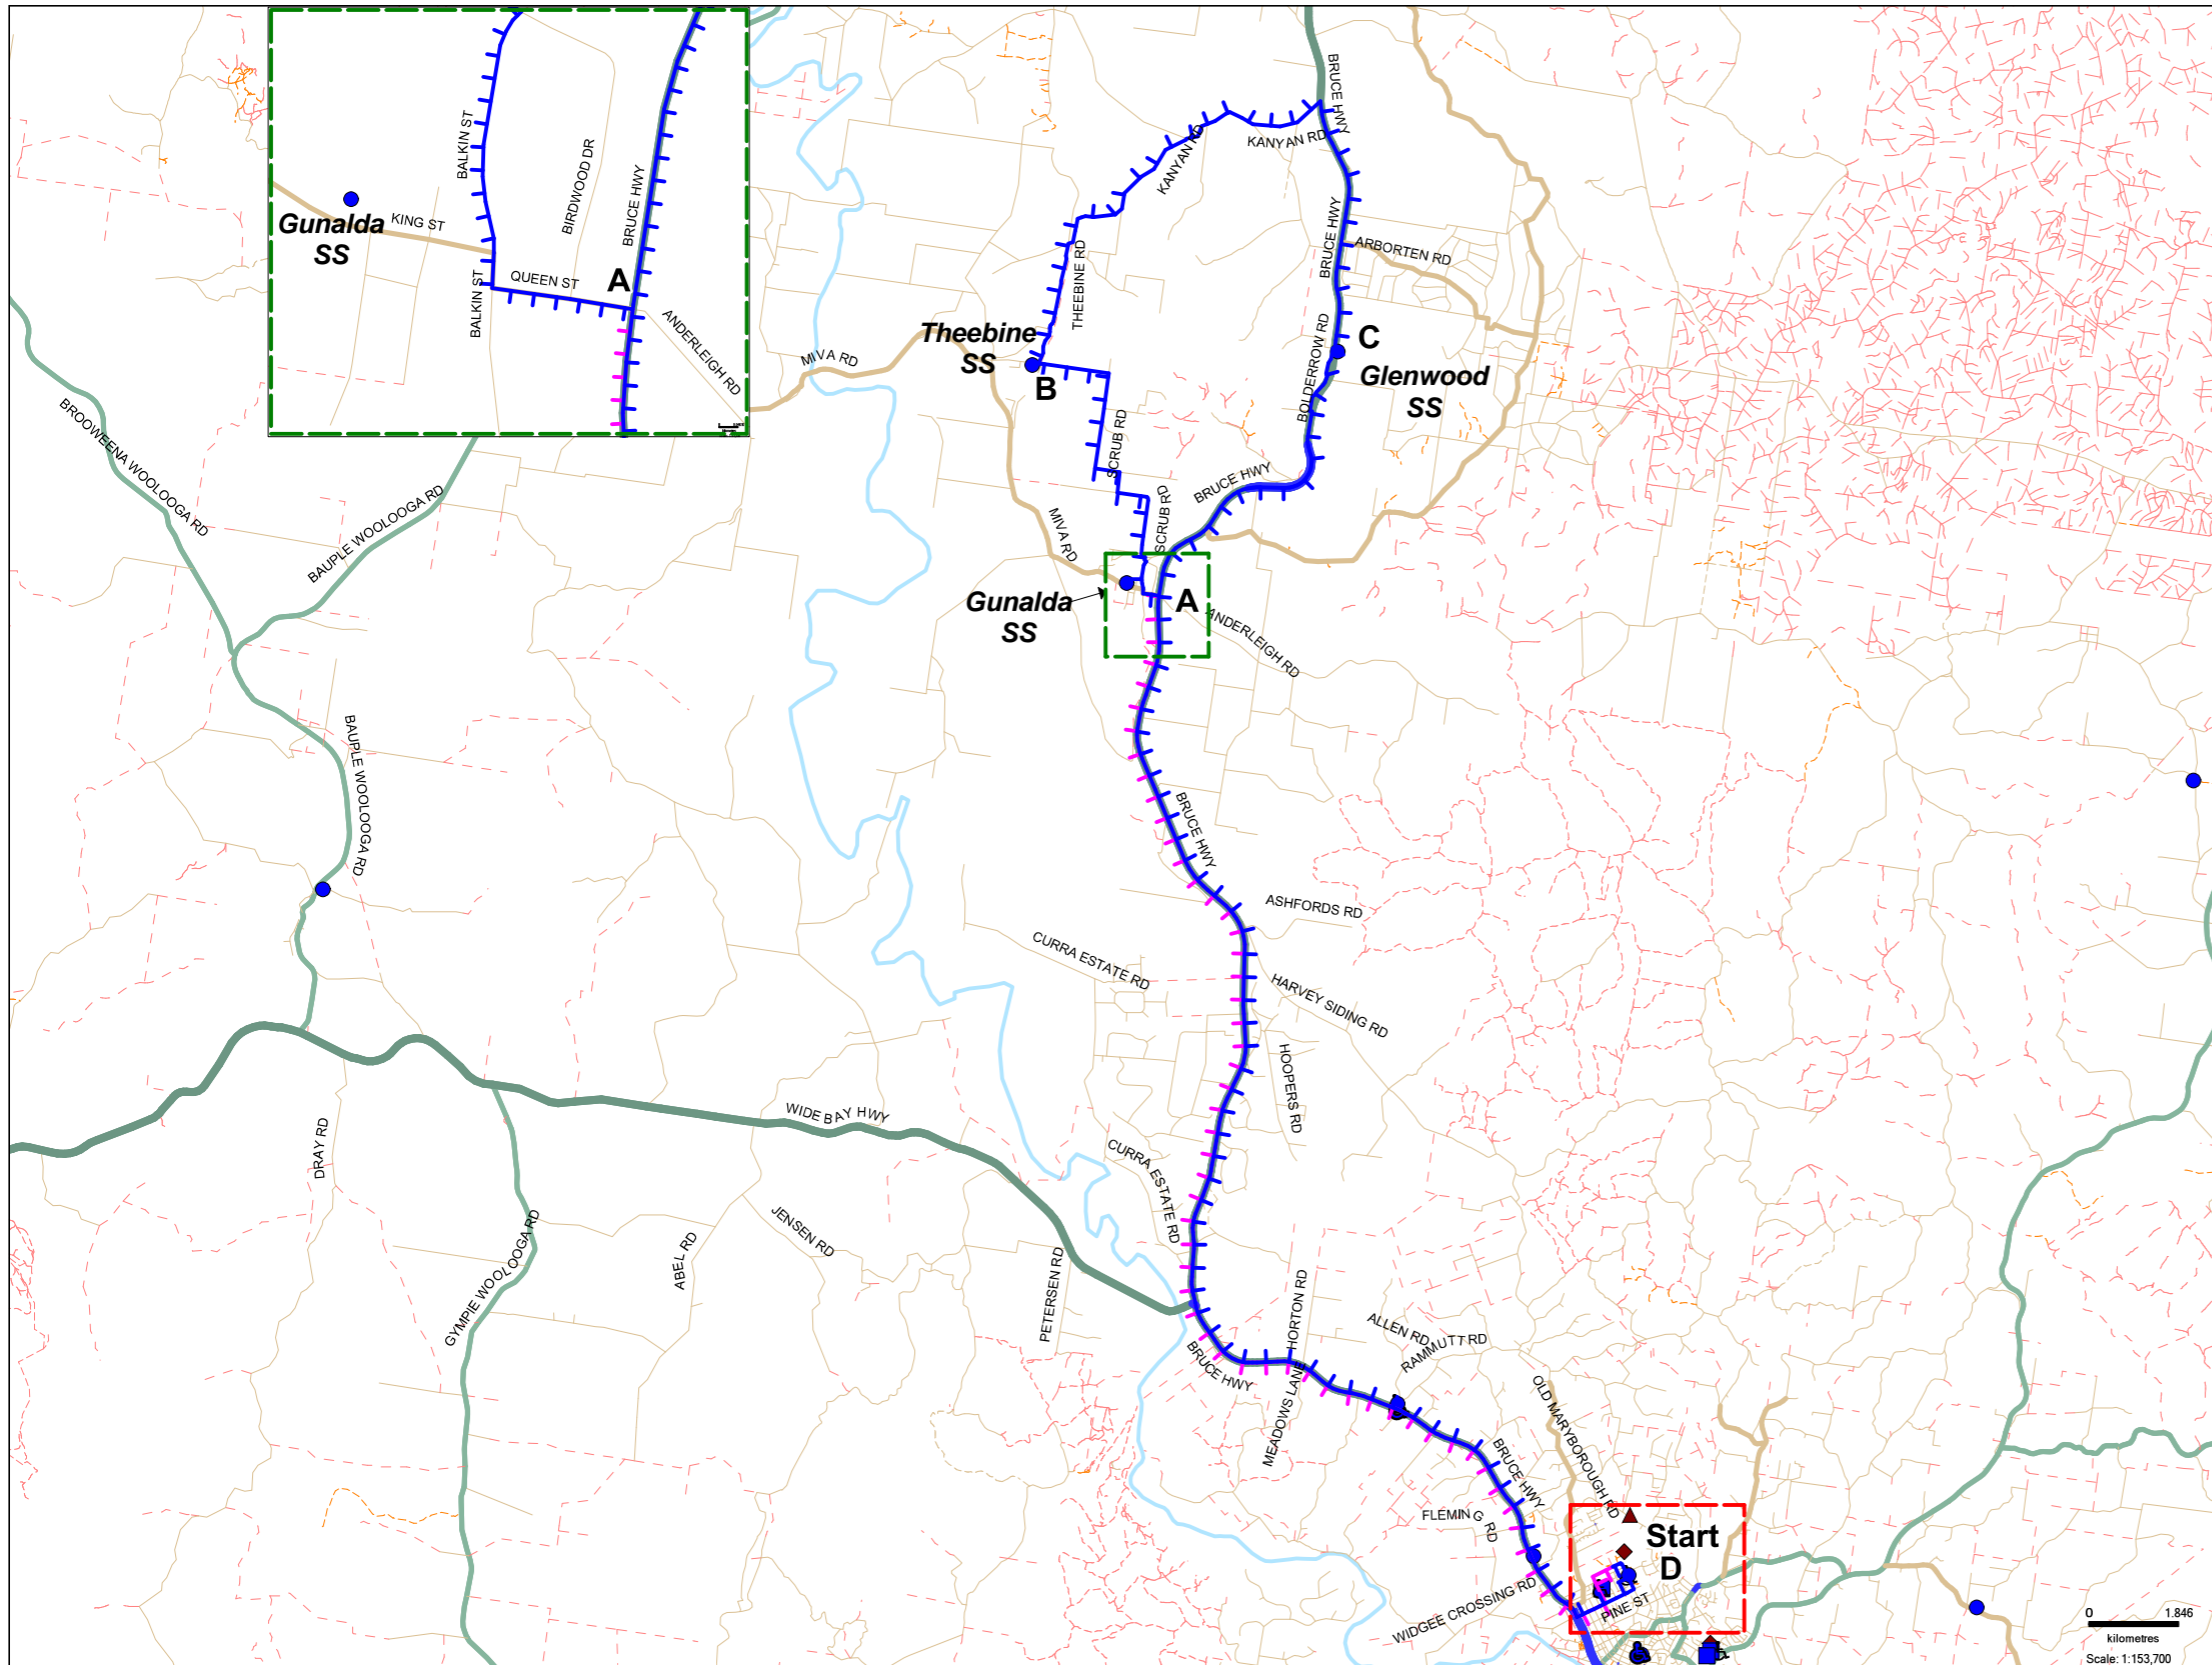 BALKIN ST
BIRDWOOD DR
BRUCE HWY
Gunalda
SS
KING ST
BALKIN ST
QUEEN ST
A
ANDERLEIGH RD
BRUCE HWY
KANYAN RD
KANYAN RD
BRUCE HWY
ARBORTEN RD
THEEBINE RD
Theebine
SS
MIVA RD
B
BOLDERROW RD
C
Glenwood
SS
SCRUB RD
BRUCE HWY
SCRUB RD
MIVA RD
Gunalda
SS
A
ANDERLEIGH RD
BROOWEENA WOOLOOGA RD
BAUPLE WOOLOOGA RD
BAUPLE WOOLOOGA RD
BRUCE HWY
ASHFORDS RD
CURRA ESTATE RD
HARVEY SIDING RD
HOOPERS RD
WIDE BAY HWY
DRAY RD
CURRA ESTATE RD
JENSEN RD
ABEL RD
GYMPIE WOOLOOGA RD
PETERSEN RD
HORTON RD
ALLEN RD
RAMMUTT RD
BRUCE HWY
MEADOWS LANE
OLD MARYBOROUGH RD
BRUCE HWY
FLEMING RD
Start
D
WIDGEE CROSSING RD
PINE ST
0 1.846
kilometres
Scale: 1:153,700